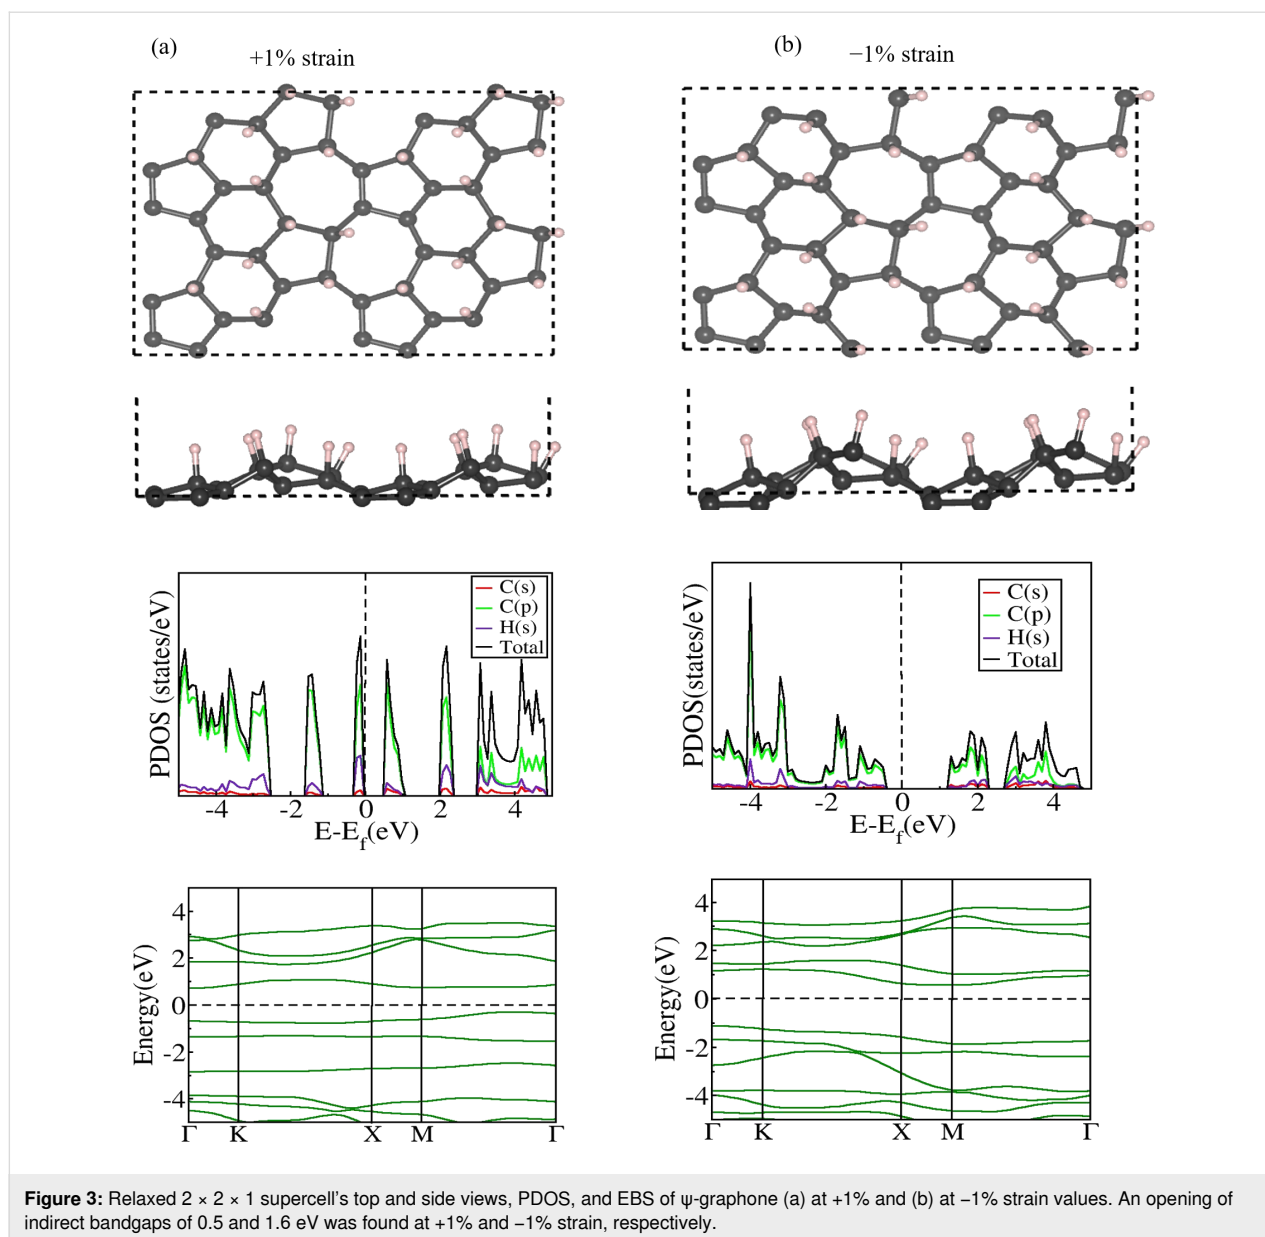 (a)
+1% strain
(b)
−1% strain
PDOS (states/eV)
C(s)
C(p)
H(s)
Total
-4 -2 0 2 4
E-Ef(eV)
PDOS(states/eV)
C(s)
C(p)
H(s)
Total
-4 -2 0 2 4
E-Ef(eV)
Energy(eV)
4
2
0
-2
-4
Γ K X M Γ
Energy(eV)
4
2
0
-2
-4
Γ K X M Γ
Figure 3: Relaxed 2 × 2 × 1 supercell’s top and side views, PDOS, and EBS of ψ-graphone (a) at +1% and (b) at −1% strain values. An opening of
indirect bandgaps of 0.5 and 1.6 eV was found at +1% and −1% strain, respectively.